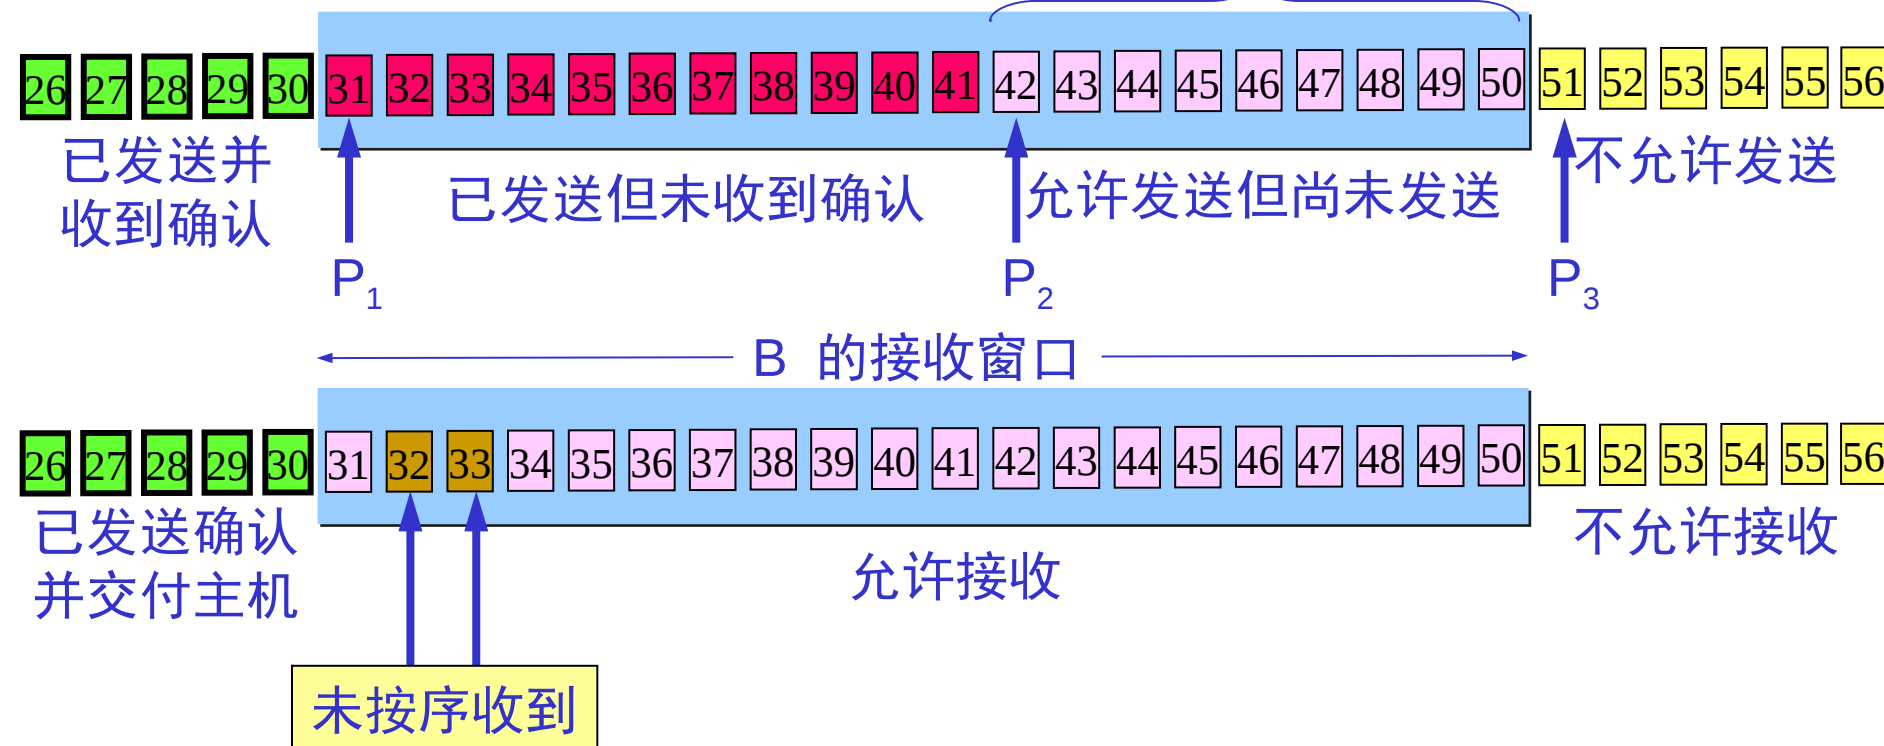 26 27 28 29 30 31 32 33 34 35 36 37 38 39 40 41 42 43 44 45 46 47 48 49 50 51 52 53 54 55 56
已发送并
收到确认
已发送但未收到确认
允许发送但尚未发送
不允许发送
P1
P2
P3
B 的接收窗口
26 27 28 29 30 31 32 33 34 35 36 37 38 39 40 41 42 43 44 45 46 47 48 49 50 51 52 53 54 55 56
已发送确认
并交付主机
允许接收
不允许接收
未按序收到